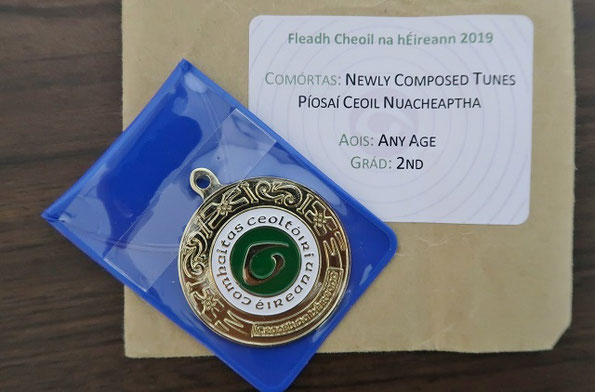 Fleadh Cheoil na hÉireann 2019
COMÓRTAS: NEWLY COMPOSED TUNES
PÍOSAÍ CEOIL NUACHEAPTHA
AOIS: ANY AGE
GRÁD: 2ND
comhaltas ceoltóirí
éireann